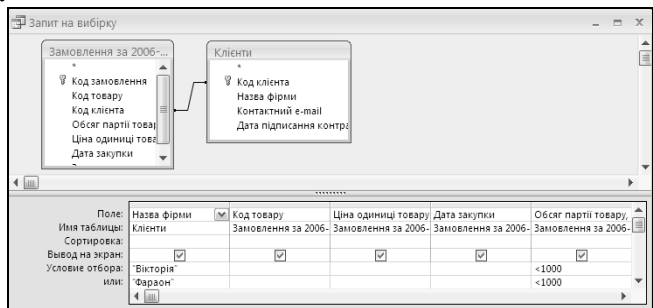 Запит на вибірку
Замовлення за 2006-...
*
Код замовлення
Код товару
Код клієнта
Обсяг партії товар
Ціна одиниці това
Дата закупки
Клієнти
*
Код клієнта
Назва фірми
Контактний e-mail
Дата підписання контра
Поле: Назва фірми Код товару Ціна одиниці товару Дата закупки Обсяг партії товару,
Имя таблицы: Клієнти Замовлення за 2006- Замовлення за 2006- Замовлення за 2006- Замовлення за 2006-
Сортировка:
Вывод на экран:
Условие отбора: "Вікторія" <1000
или: "Фараон" <1000